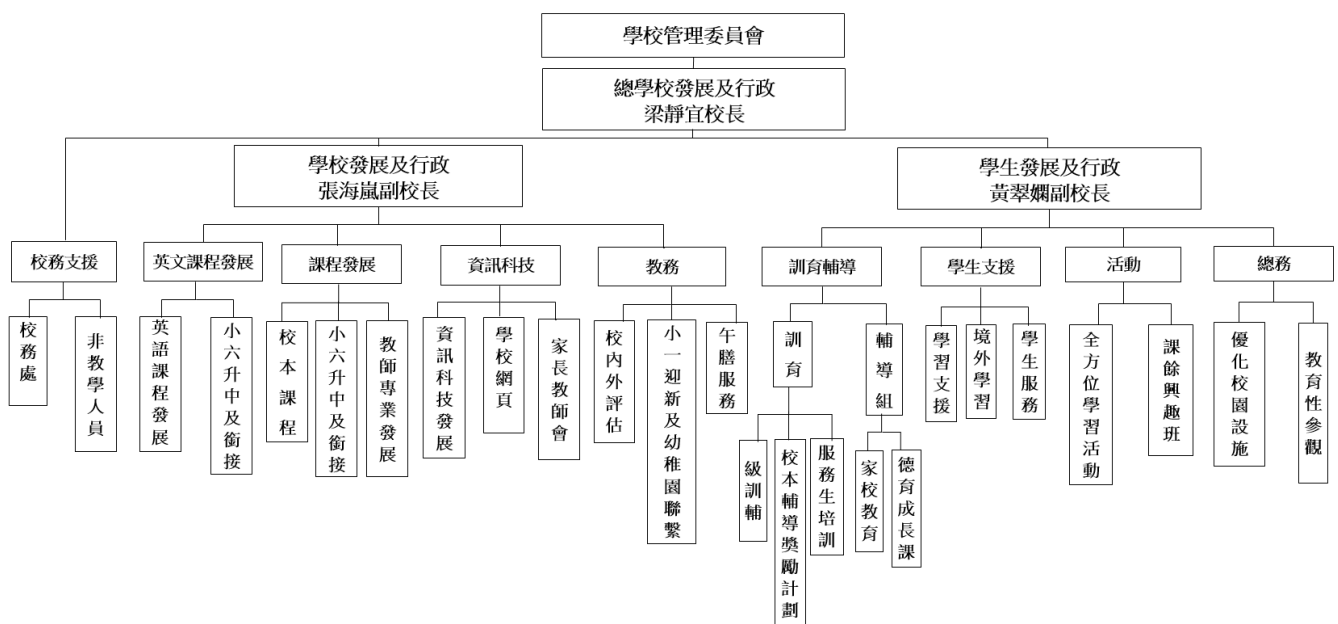 學校管理委員會
總學校發展及行政
梁靜宜校長
學校發展及行政
張海嵐副校長
學生發展及行政
黃翠嫻副校長
校務支援
英文課程發展
課程發展
資訊科技
教務
訓育輔導
學生支援
活動
總務
校務處
非教學人員
英語課程發展
小六升中及銜接
校本課程
小六升中及銜接
教師專業發展
資訊科技發展
學校網頁
家長教師會
校內外評估
小一迎新及幼稚園聯繫
午膳服務
訓育
輔導組
學習支援
境外學習
學生服務
全方位學習活動
課餘興趣班
優化校園設施
教育性參觀
級訓輔
校本輔導獎勵計劃
服務生培訓
家校教育
德育成長課